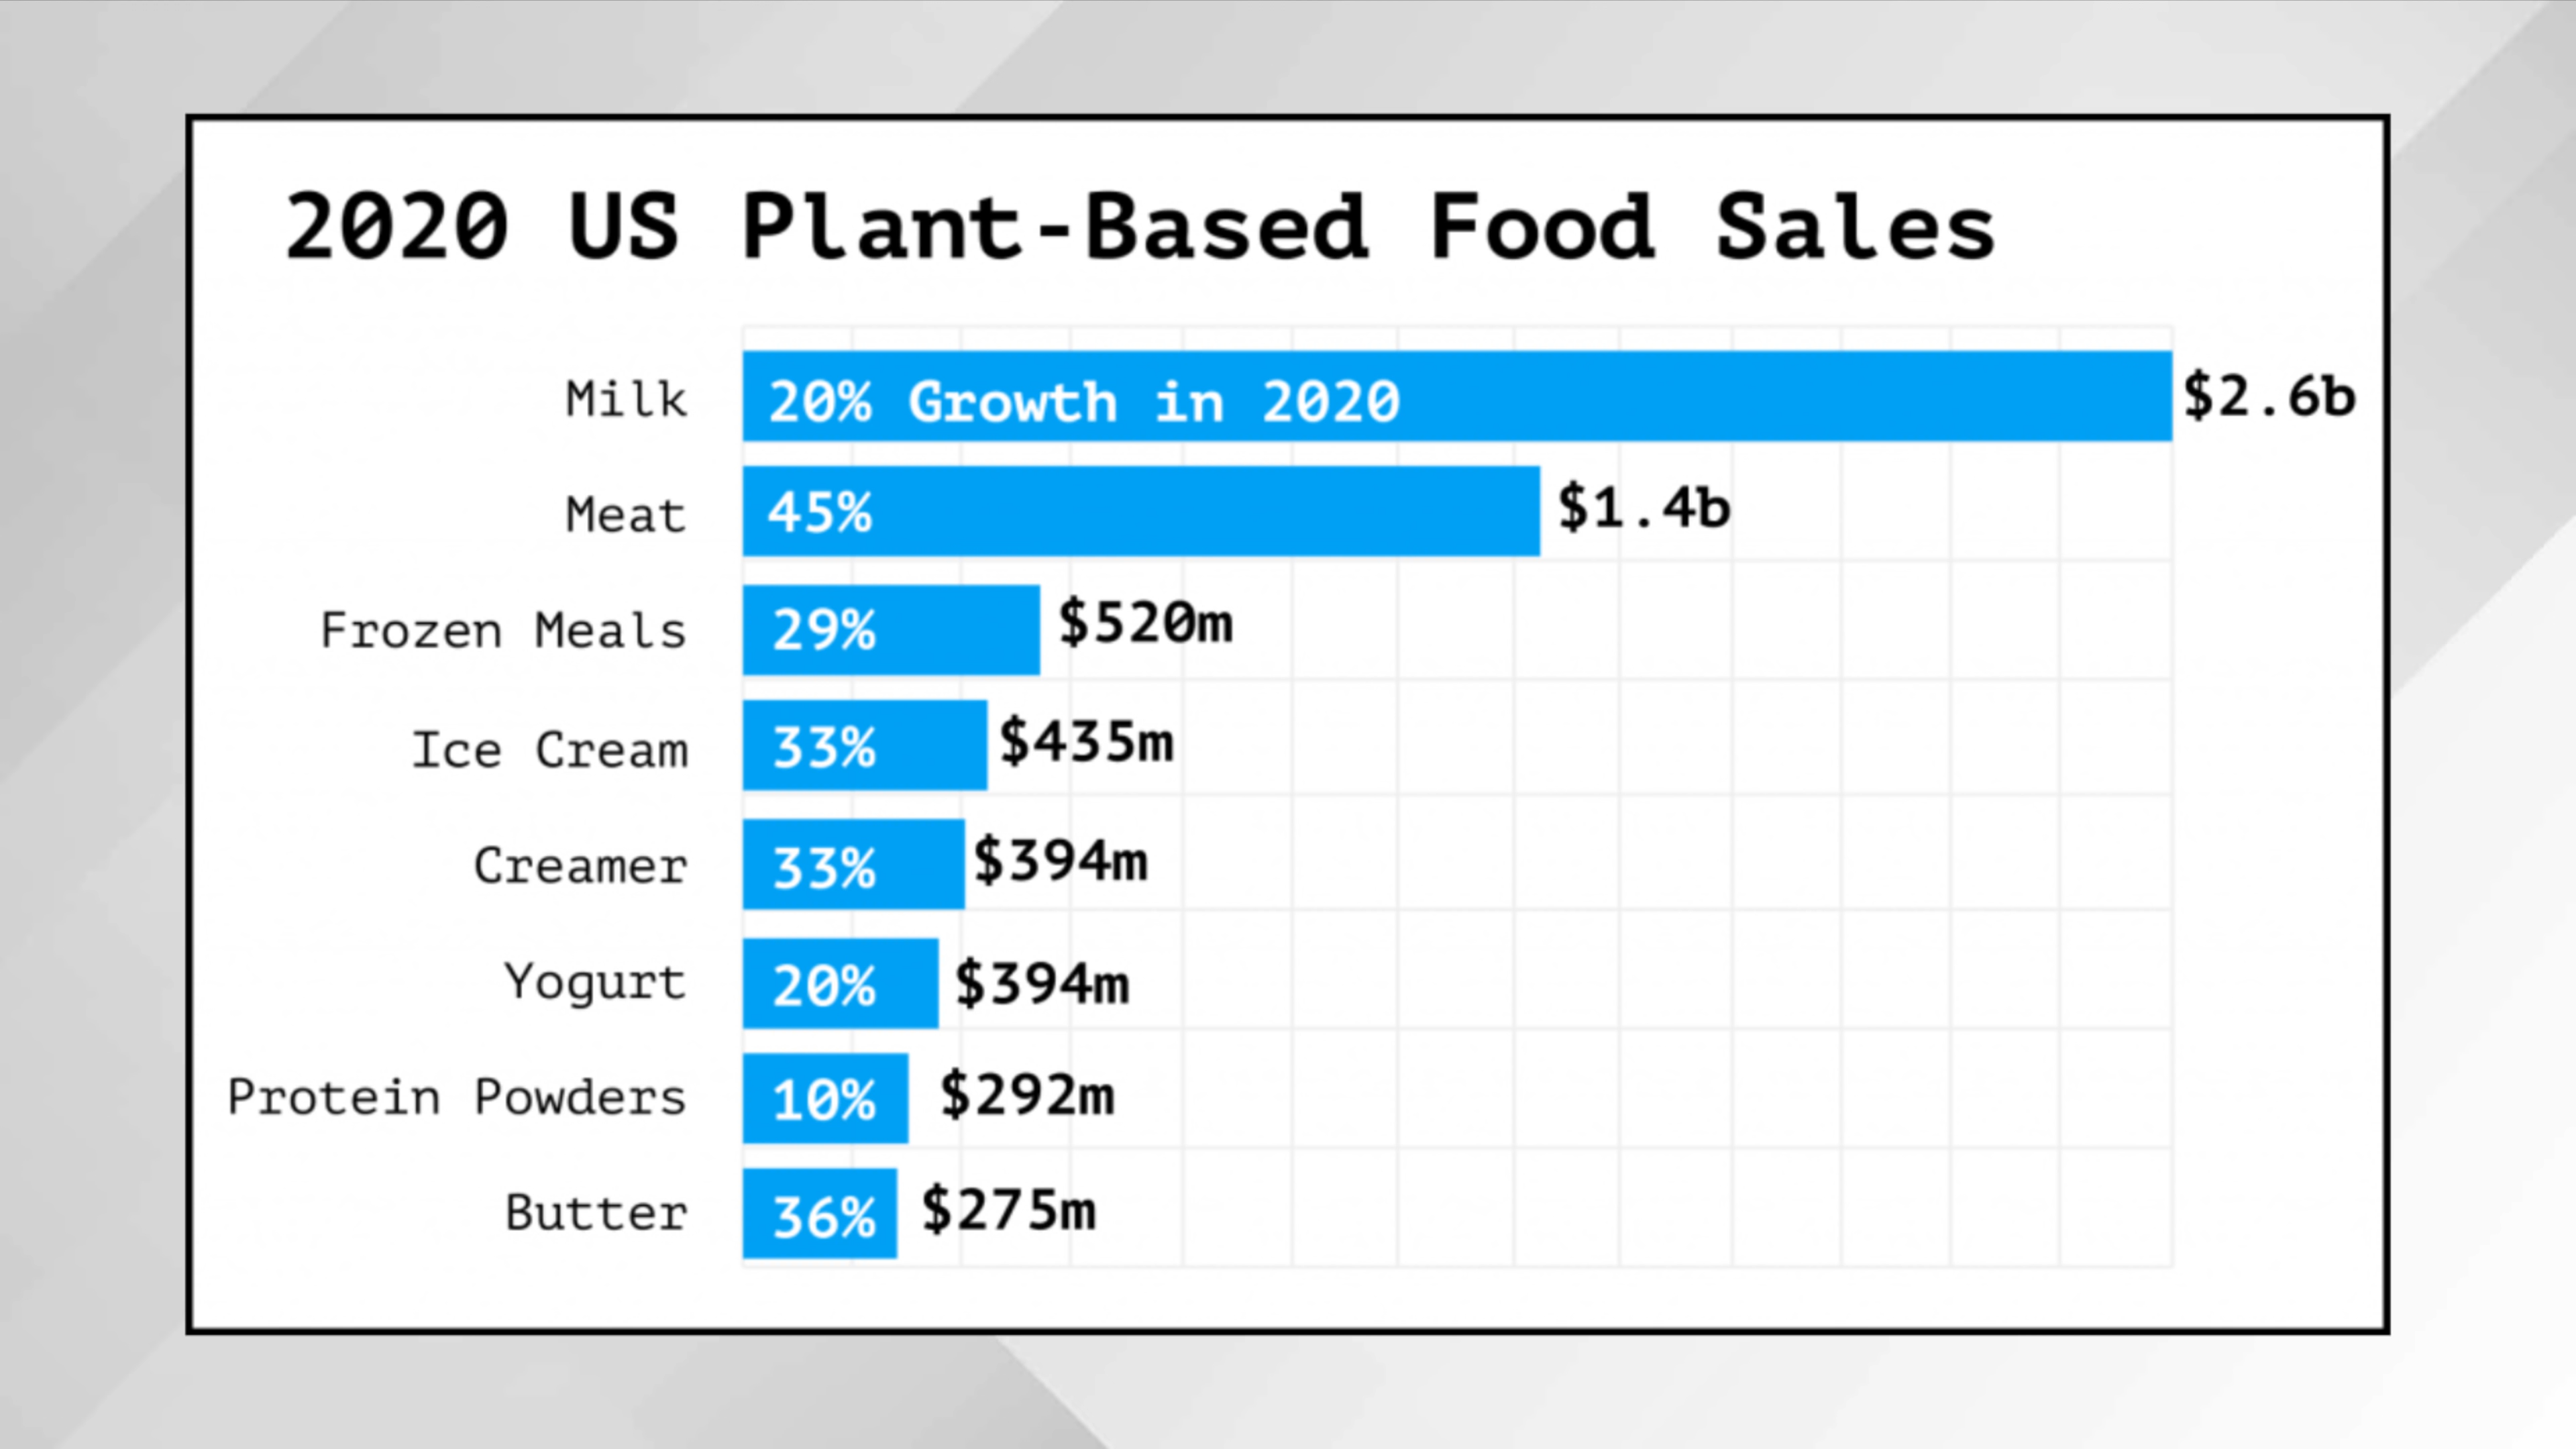 2020 US Plant-Based Food Sales
Milk 20% Growth in 2020 $2.6b
Meat 45% $1.4b
Frozen Meals 29% $520m
Ice Cream 33% $435m
Creamer 33% $394m
Yogurt 20% $394m
Protein Powders 10% $292m
Butter 36% $275m